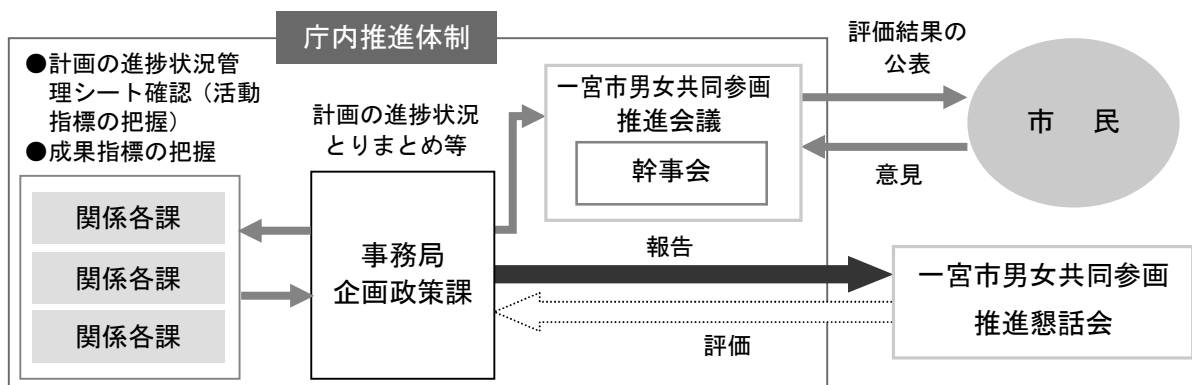 庁内推進体制
●計画の進捗状況管
理シート確認（活動
指標の把握）
●成果指標の把握
関係各課
関係各課
関係各課
計画の進捗状況
とりまとめ等
事務局
企画政策課
一宮市男女共同参画
推進会議
幹事会
評価結果の
公表
市　民
意見
報告
評価
一宮市男女共同参画
推進懇話会